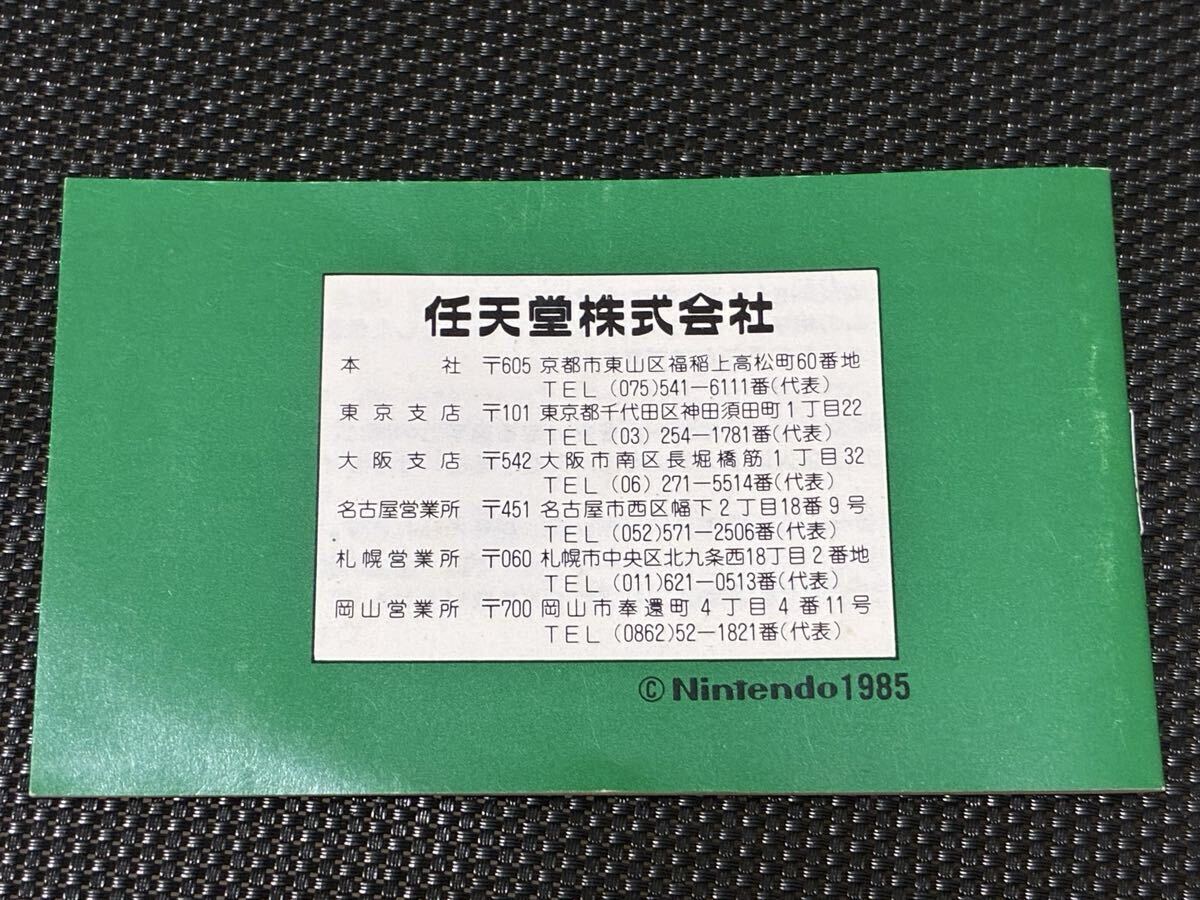 任天堂株式会社
本社 〒605 京都市東山区福稲上高松町60番地
TEL (075)541-6111番(代表)
東京支店 〒101 東京都千代田区神田須田町1丁目22
TEL (03) 254-1781番(代表)
大阪支店 〒542 大阪市南区長堀橋筋1丁目32
TEL (06) 271-5514番(代表)
名古屋営業所 〒451 名古屋市西区幅下2丁目18番9号
TEL (052)571-2506番(代表)
札幌営業所 〒060 札幌市中央区北九条西18丁目2番地
TEL (011)621-0513番(代表)
岡山営業所 〒700 岡山市奉還町4丁目4番11号
TEL (0862)52-1821番(代表)
©Nintendo1985